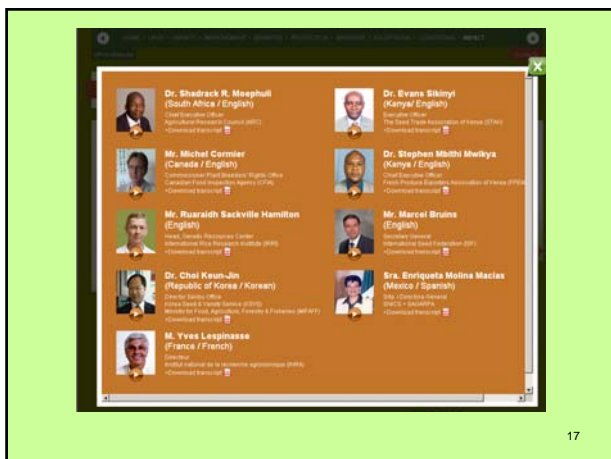 HOME
IMPACT
Dr. Shadrack R. Moephuli
(South Africa / English)
Chief Executive Officer
Agricultural Research Council (ARC)
Download transcript
Dr. Evans Sikinyi
(Kenya/ English)
Executive Officer
The Seed Trade Association of Kenya (STAK)
Download transcript
Mr. Michel Cormier
(Canada / English)
Commissioner Plant Breeders' Rights Office
Canadian Food Inspection Agency (CFIA)
Download transcript
Dr. Stephen Mbithi Mwikya
(Kenya / English)
Chief Executive Officer
Fresh Produce Exporters Association of Kenya
Download transcript
Mr. Ruaraidh Sackville Hamilton
(English)
Head, Genetic Resources Center
International Rice Research Institute (IRRI)
Download transcript
Mr. Marcel Bruins
(English)
Secretary General
International Seed Federation (ISF)
Download transcript
Dr. Choi Keun-Jin
(Republic of Korea / Korean)
Director
Korea Seed & Variety Service (KSVS)
Ministry for Food, Agriculture, Forestry & Fisheries (MIFAFF)
Download transcript
Sra. Enriqueta Molina Macías
(Mexico / Spanish)
Directora General
SNICS
SAGARPA
Download transcript
M. Yves Lespinasse
(France / French)
Directeur
Institut national de la recherche agronomique (INRA)
Download transcript
17